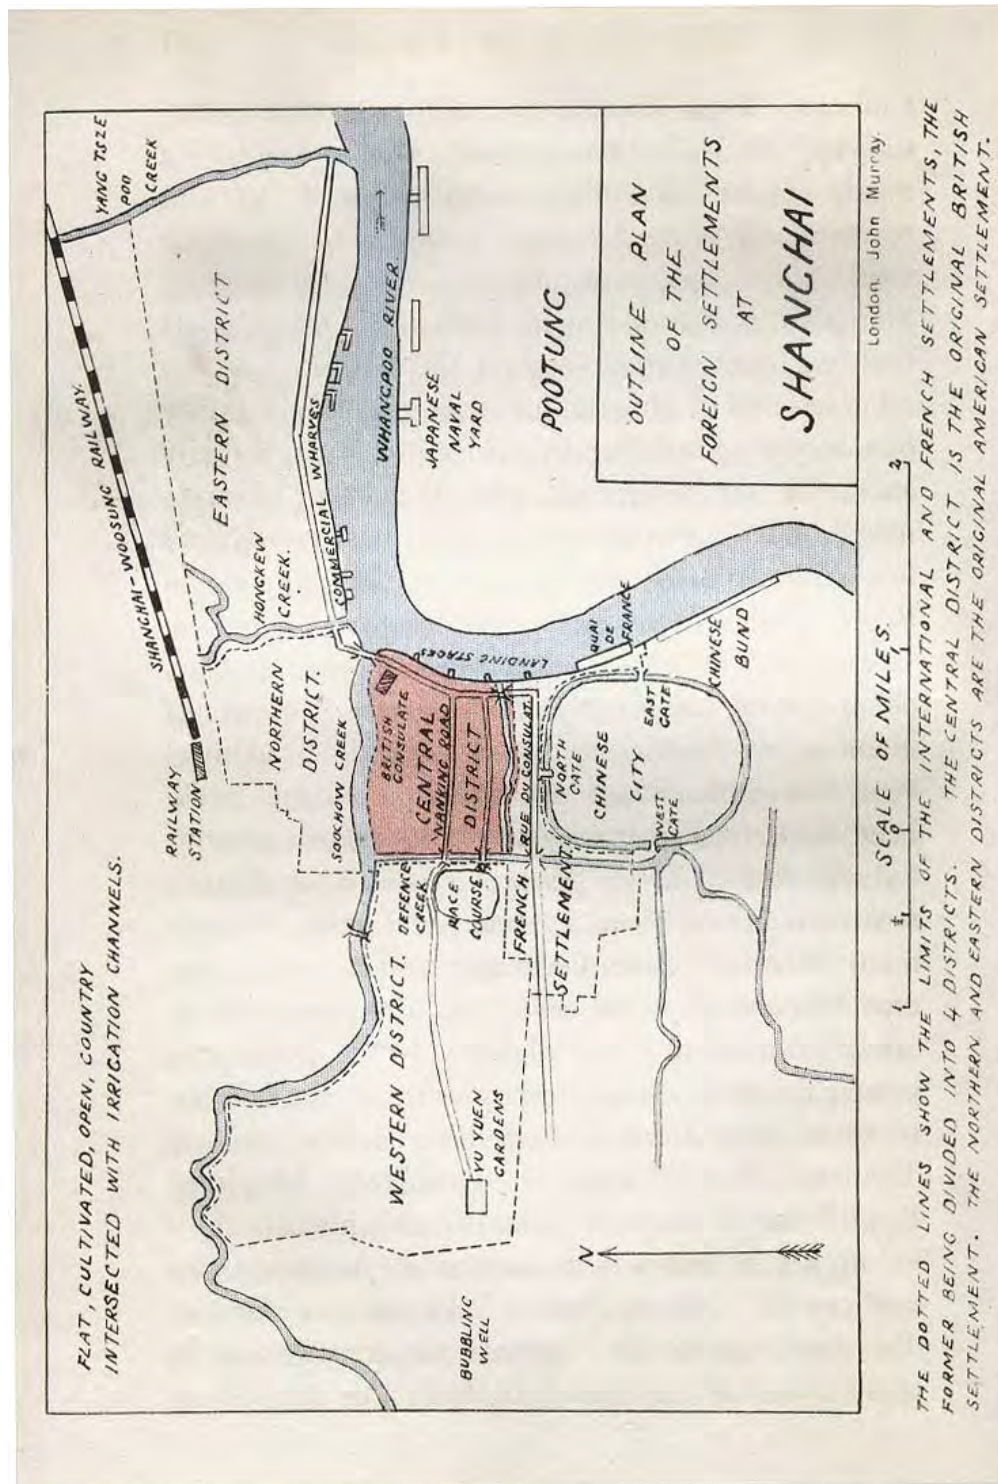 FLAT, CULTIVATED, OPEN, COUNTRY
INTERSECTED WITH IRRIGATION CHANNELS.
SHANGHAI-WOOSUNG RAILWAY.
YANG TSZE
POO
CREEK
RAILWAY
STATION
NORTHERN
DISTRICT.
HONGKEW
CREEK.
EASTERN DISTRICT
SOOCHOW CREEK
COMMERCIAL WHARVES
WHANGPOO RIVER
JAPANESE
NAVAL
YARD
POOTUNG
BRITISH
CONSULATE
CENTRAL
NANKING ROAD
DISTRICT
LANDING STAGES
DEFENCE
CREEK
RACE
COURSE
WESTERN DISTRICT.
YU YUEN
GARDENS
BUBBLING
WELL
FRENCH
SETTLEMENT
RUE DU CONSULAT
NORTH
GATE
CHINESE
CITY
EAST
GATE
WEST
GATE
QUAI
DE
FRANCE
CHINESE
BUND
N
OUTLINE PLAN
OF THE
FOREIGN SETTLEMENTS
AT
SHANGHAI
SCALE OF MILES.
1 ½ 0 1 2
London, John Murray.
THE DOTTED LINES SHOW THE LIMITS OF THE INTERNATIONAL AND FRENCH SETTLEMENTS, THE
FORMER BEING DIVIDED INTO 4 DISTRICTS. THE CENTRAL DISTRICT IS THE ORIGINAL BRITISH
SETTLEMENT. THE NORTHERN AND EASTERN DISTRICTS ARE THE ORIGINAL AMERICAN SETTLEMENT.